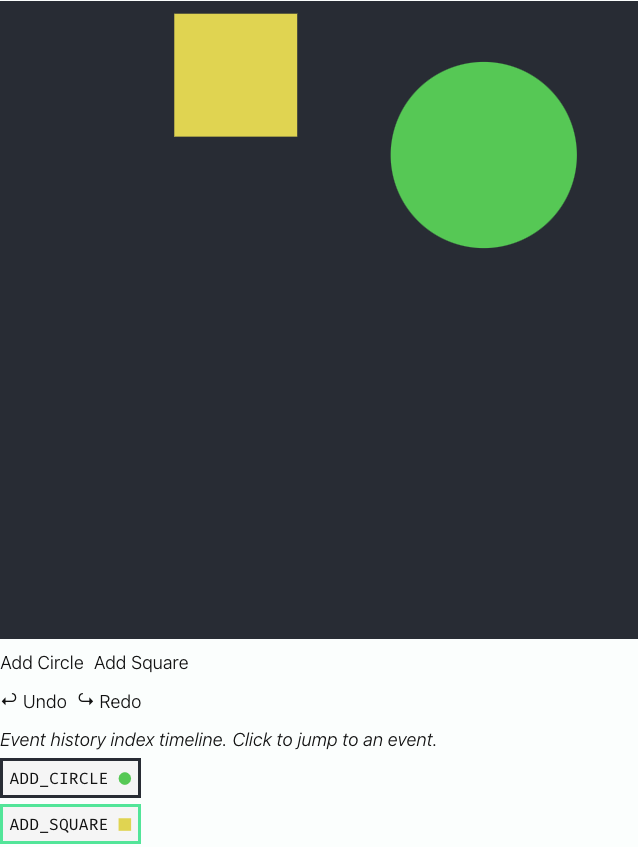 Add Circle Add Square
↩ Undo ↪ Redo
Event history index timeline. Click to jump to an event.
ADD_CIRCLE
ADD_SQUARE